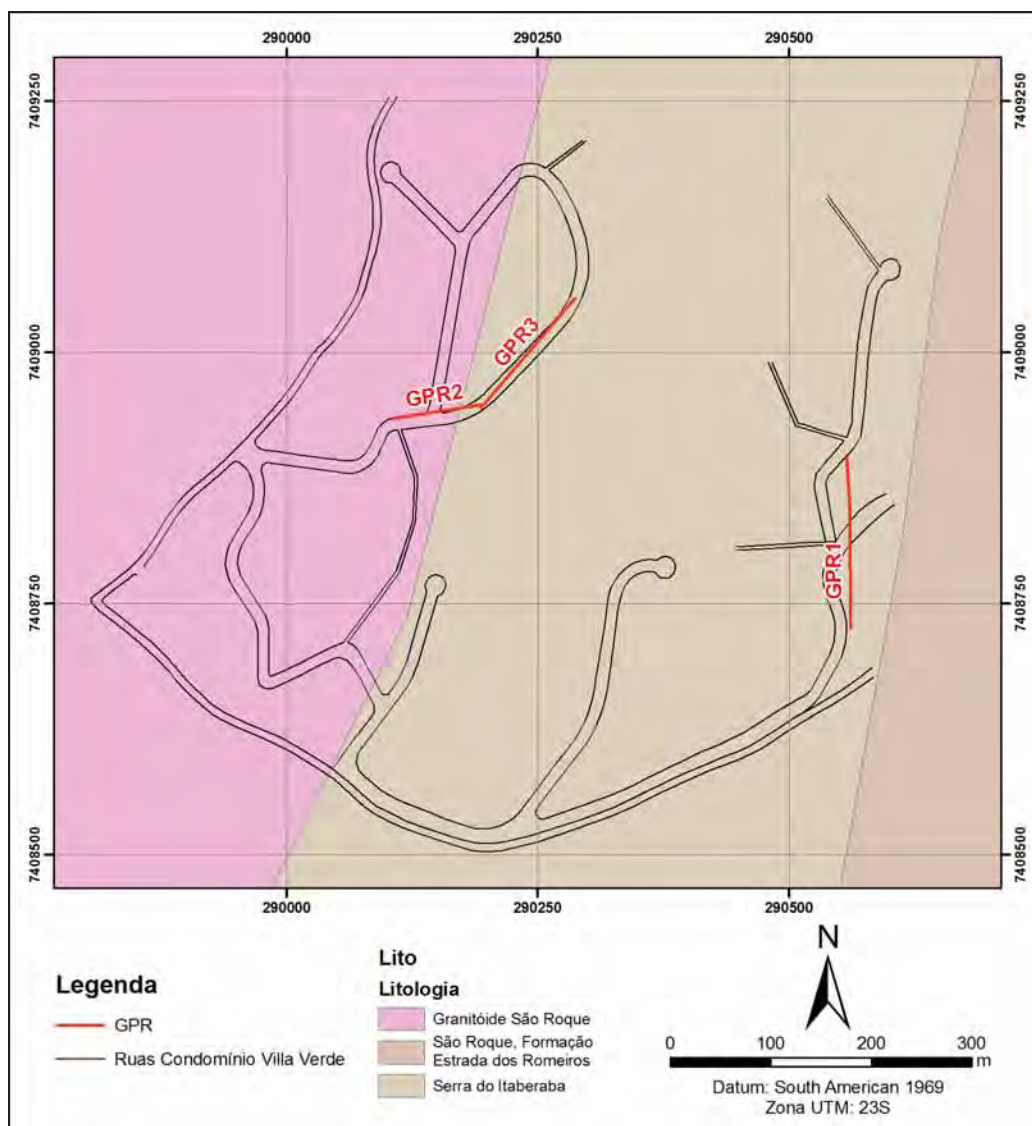 290000
290250
290500
7409250
7409250
GPR3
7409000
7409000
GPR2
GPR1
7408750
7408750
7408500
7408500
290000
290250
290500
Legenda
GPR
Ruas Condomínio Villa Verde
Lito
Litologia
Granitóide São Roque
São Roque, Formação
Estrada dos Romeiros
Serra do Itaberaba
N
0 100 200 300
m
Datum: South American 1969
Zona UTM: 23S